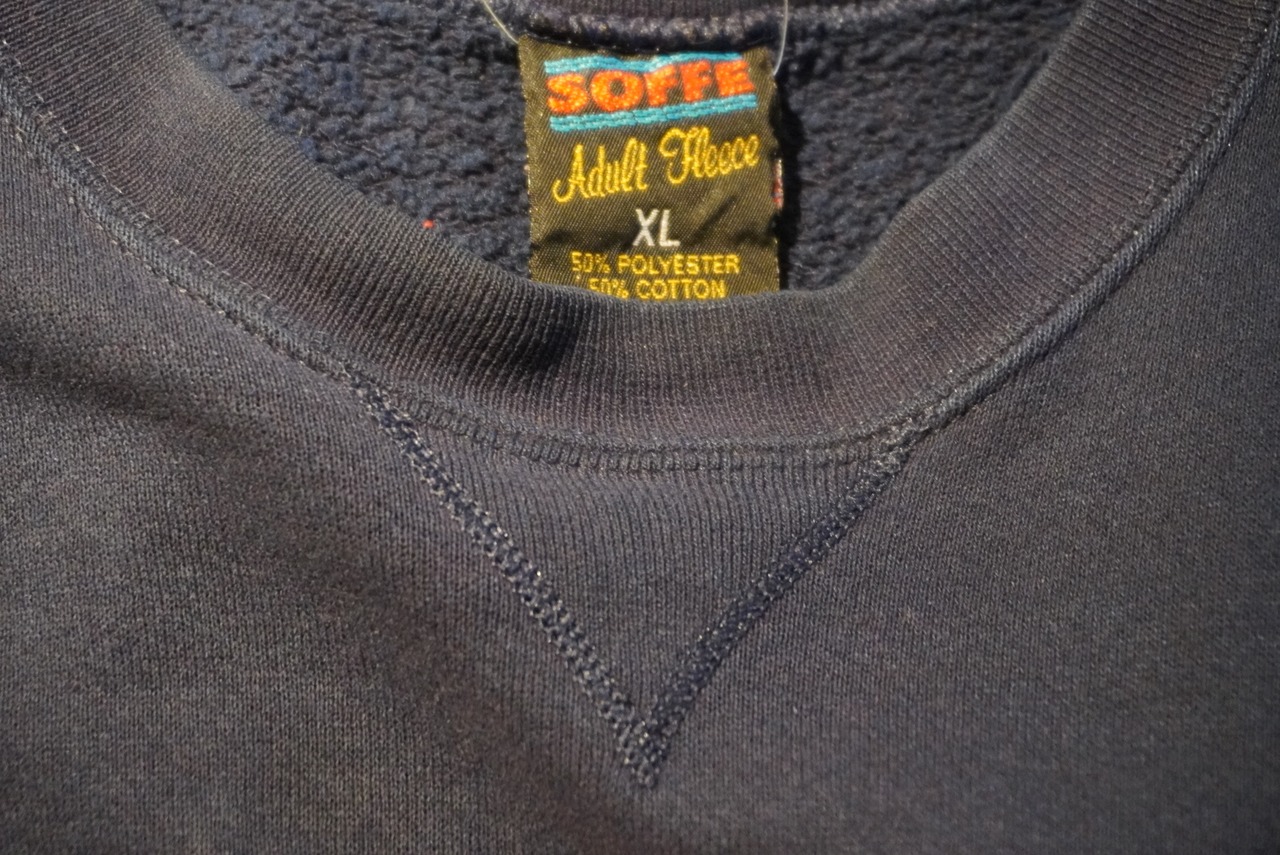 SOFFE
Adult Fleece
XL
50% POLYESTER
50% COTTON